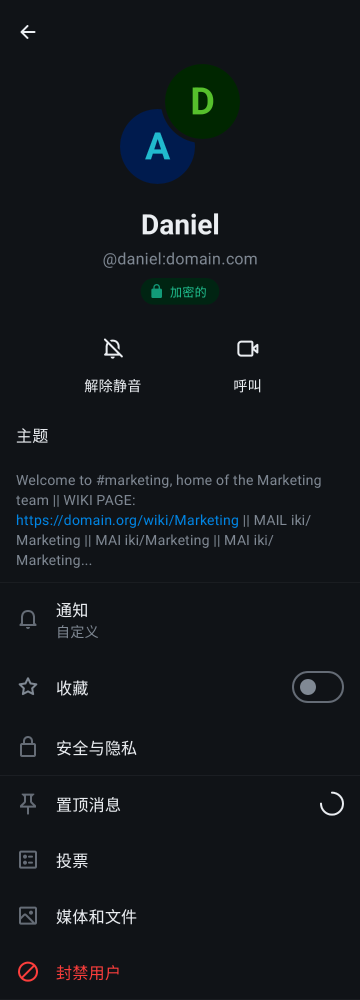 D
A
Daniel
@daniel:domain.com
加密的
解除静音
呼叫
主题
Welcome to #marketing, home of the Marketing
team || WIKI PAGE:
https://domain.org/wiki/Marketing || MAIL iki/
Marketing || MAI iki/Marketing || MAI iki/
Marketing...
通知
自定义
收藏
安全与隐私
置顶消息
投票
媒体和文件
封禁用户